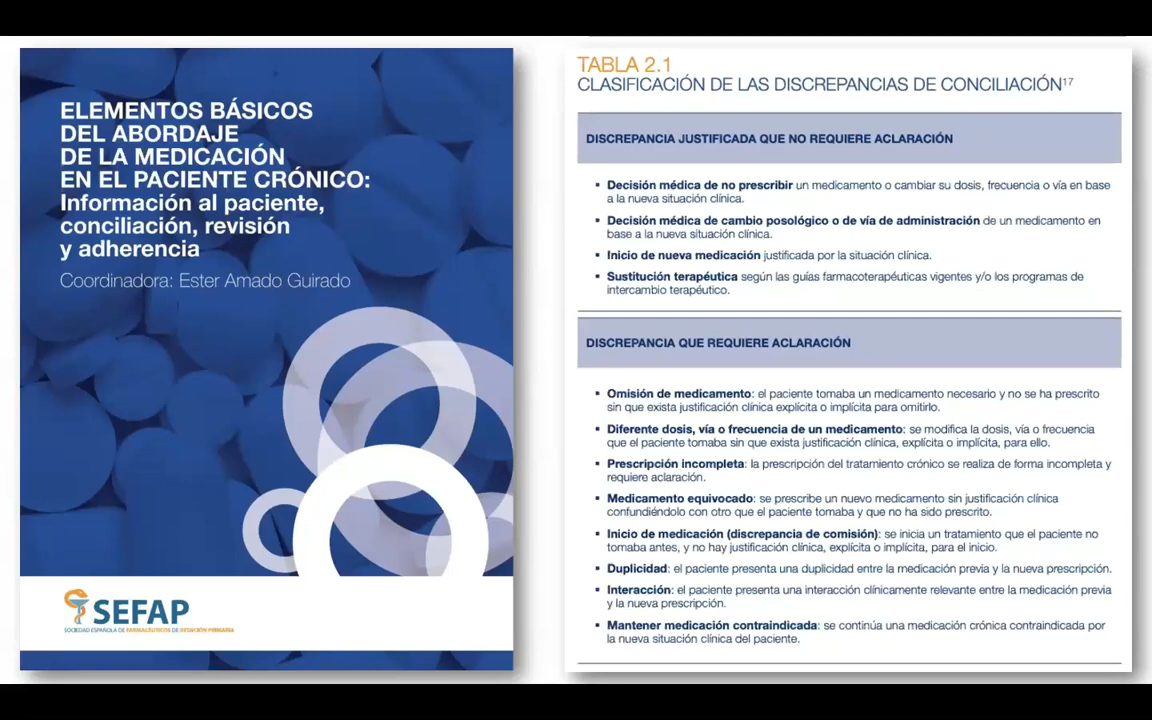 ELEMENTOS BÁSICOS
DEL ABORDAJE
DE LA MEDICACIÓN
EN EL PACIENTE CRÓNICO:
Información al paciente,
conciliación, revisión
y adherencia
Coordinadora: Ester Amado Guirado
SEFAP
SOCIEDAD ESPAÑOLA DE FARMACÉUTICOS DE ATENCIÓN PRIMARIA
TABLA 2.1
CLASIFICACIÓN DE LAS DISCREPANCIAS DE CONCILIACIÓN¹⁷
DISCREPANCIA JUSTIFICADA QUE NO REQUIERE ACLARACIÓN
▪ Decisión médica de no prescribir un medicamento o cambiar su dosis, frecuencia o vía en base
a la nueva situación clínica.
▪ Decisión médica de cambio posológico o de vía de administración de un medicamento en
base a la nueva situación clínica.
▪ Inicio de nueva medicación justificada por la situación clínica.
▪ Sustitución terapéutica según las guías farmacoterapéuticas vigentes y/o los programas de
intercambio terapéutico.
DISCREPANCIA QUE REQUIERE ACLARACIÓN
▪ Omisión de medicamento: el paciente tomaba un medicamento necesario y no se ha prescrito
sin que exista justificación clínica explícita o implícita para omitirlo.
▪ Diferente dosis, vía o frecuencia de un medicamento: se modifica la dosis, vía o frecuencia
que el paciente tomaba sin que exista justificación clínica, explícita o implícita, para ello.
▪ Prescripción incompleta: la prescripción del tratamiento crónico se realiza de forma incompleta y
requiere aclaración.
▪ Medicamento equivocado: se prescribe un nuevo medicamento sin justificación clínica
confundiéndolo con otro que el paciente tomaba y que no ha sido prescrito.
▪ Inicio de medicación (discrepancia de comisión): se inicia un tratamiento que el paciente no
tomaba antes, y no hay justificación clínica, explícita o implícita, para el inicio.
▪ Duplicidad: el paciente presenta una duplicidad entre la medicación previa y la nueva prescripción.
▪ Interacción: el paciente presenta una interacción clínicamente relevante entre la medicación previa
y la nueva prescripción.
▪ Mantener medicación contraindicada: se continúa una medicación crónica contraindicada por
la nueva situación clínica del paciente.